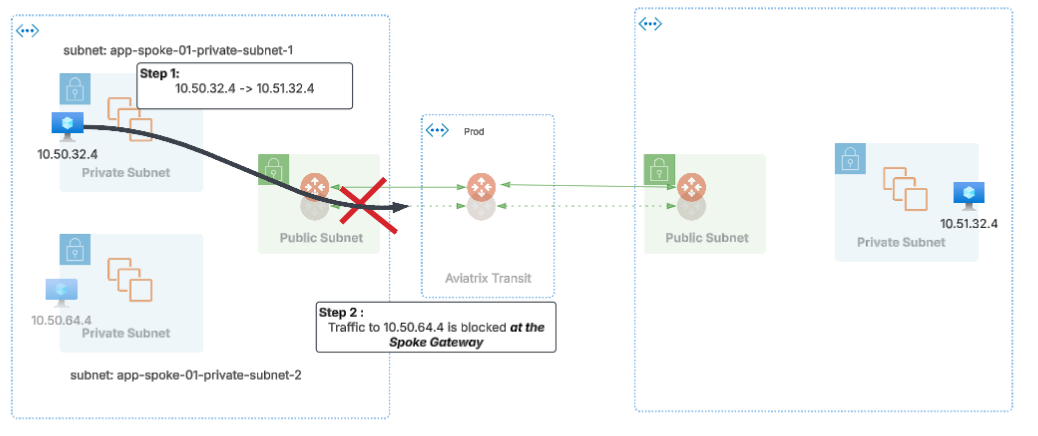 subnet: app-spoke-01-private-subnet-1
Step 1:
10.50.32.4 -> 10.51.32.4
10.50.32.4
Private Subnet
Public Subnet
Prod
Aviatrix Transit
Public Subnet
10.51.32.4
Private Subnet
10.50.64.4
Private Subnet
Step 2 :
Traffic to 10.50.64.4 is blocked at the
Spoke Gateway
subnet: app-spoke-01-private-subnet-2